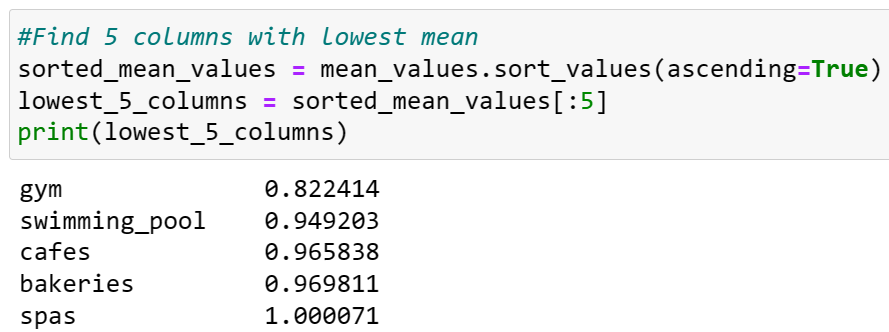 #Find 5 columns with lowest mean
sorted_mean_values = mean_values.sort_values(ascending=True)
lowest_5_columns = sorted_mean_values[:5]
print(lowest_5_columns)
gym             0.822414
swimming_pool   0.949203
cafes           0.965838
bakeries        0.969811
spas            1.000071